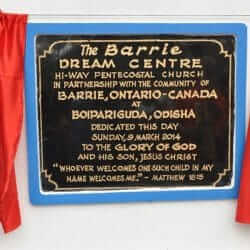 The Barrie
DREAM CENTRE
HI-WAY PENTECOSTAL CHURCH
IN PARTNERSHIP WITH THE COMMUNITY OF
BARRIE, ONTARIO-CANADA
AT
BOIPARIGUDA, ODISHA
DEDICATED THIS DAY
SUNDAY, 9 MARCH 2014
TO THE GLORY OF GOD
AND HIS SON, JESUS CHRIST
"WHOEVER WELCOMES ONE SUCH CHILD IN MY
NAME WELCOMES ME." - MATTHEW 18:5